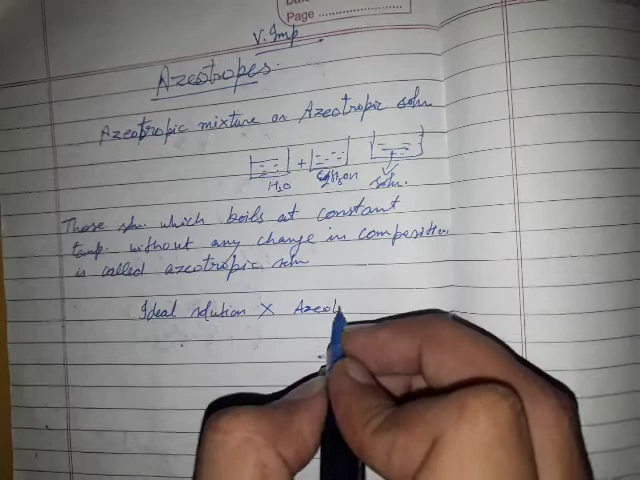 Page
V. Imp
Azeotropes.
Azeotropic mixture or Azeotropic soln
+
H2O C2H5OH soln.
Those soln. which boils at constant
temp. without any change in composition
is called azeotropic soln
Ideal solution X Azeot